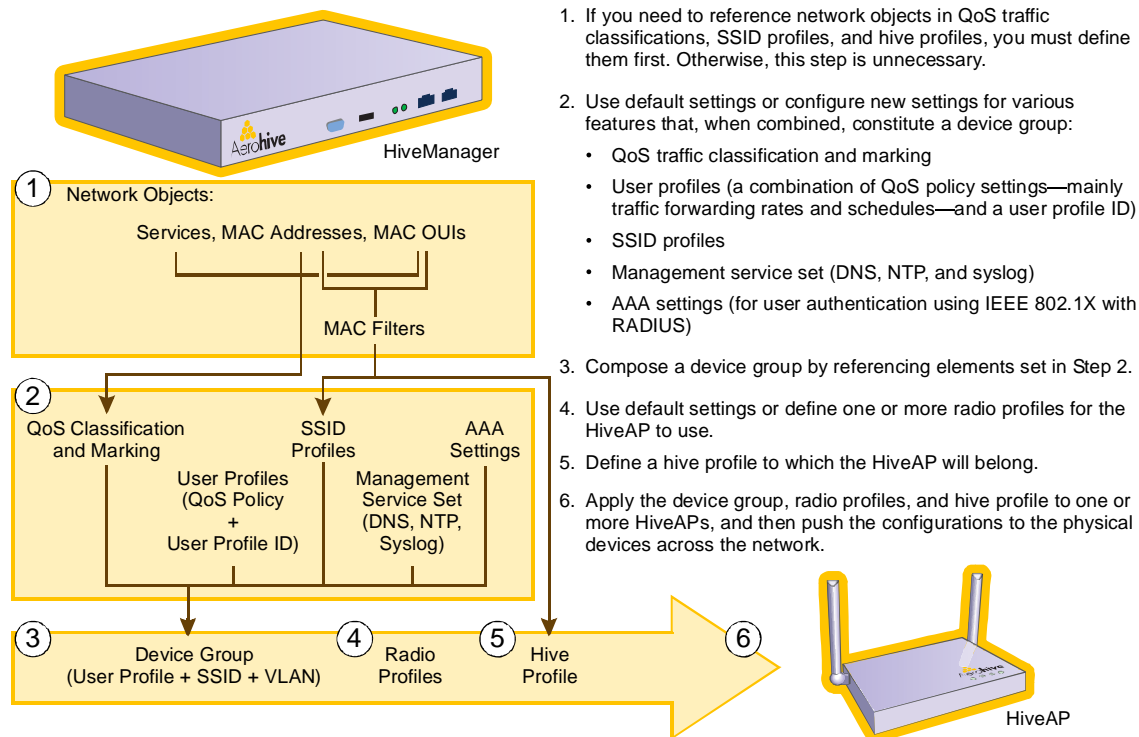 Aerohive
HiveManager
1
Network Objects:
Services, MAC Addresses, MAC OUIs
MAC Filters
2
QoS Classification
and Marking
SSID
Profiles
AAA
Settings
User Profiles
(QoS Policy
+
User Profile ID)
Management
Service Set
(DNS, NTP,
Syslog)
3
Device Group
(User Profile + SSID + VLAN)
4
Radio
Profiles
5
Hive
Profile
6
1. If you need to reference network objects in QoS traffic
classifications, SSID profiles, and hive profiles, you must define
them first. Otherwise, this step is unnecessary.
2. Use default settings or configure new settings for various
features that, when combined, constitute a device group:
• QoS traffic classification and marking
• User profiles (a combination of QoS policy settings—mainly
traffic forwarding rates and schedules—and a user profile ID)
• SSID profiles
• Management service set (DNS, NTP, and syslog)
• AAA settings (for user authentication using IEEE 802.1X with
RADIUS)
3. Compose a device group by referencing elements set in Step 2.
4. Use default settings or define one or more radio profiles for the
HiveAP to use.
5. Define a hive profile to which the HiveAP will belong.
6. Apply the device group, radio profiles, and hive profile to one or
more HiveAPs, and then push the configurations to the physical
devices across the network.
Aerohive
HiveAP